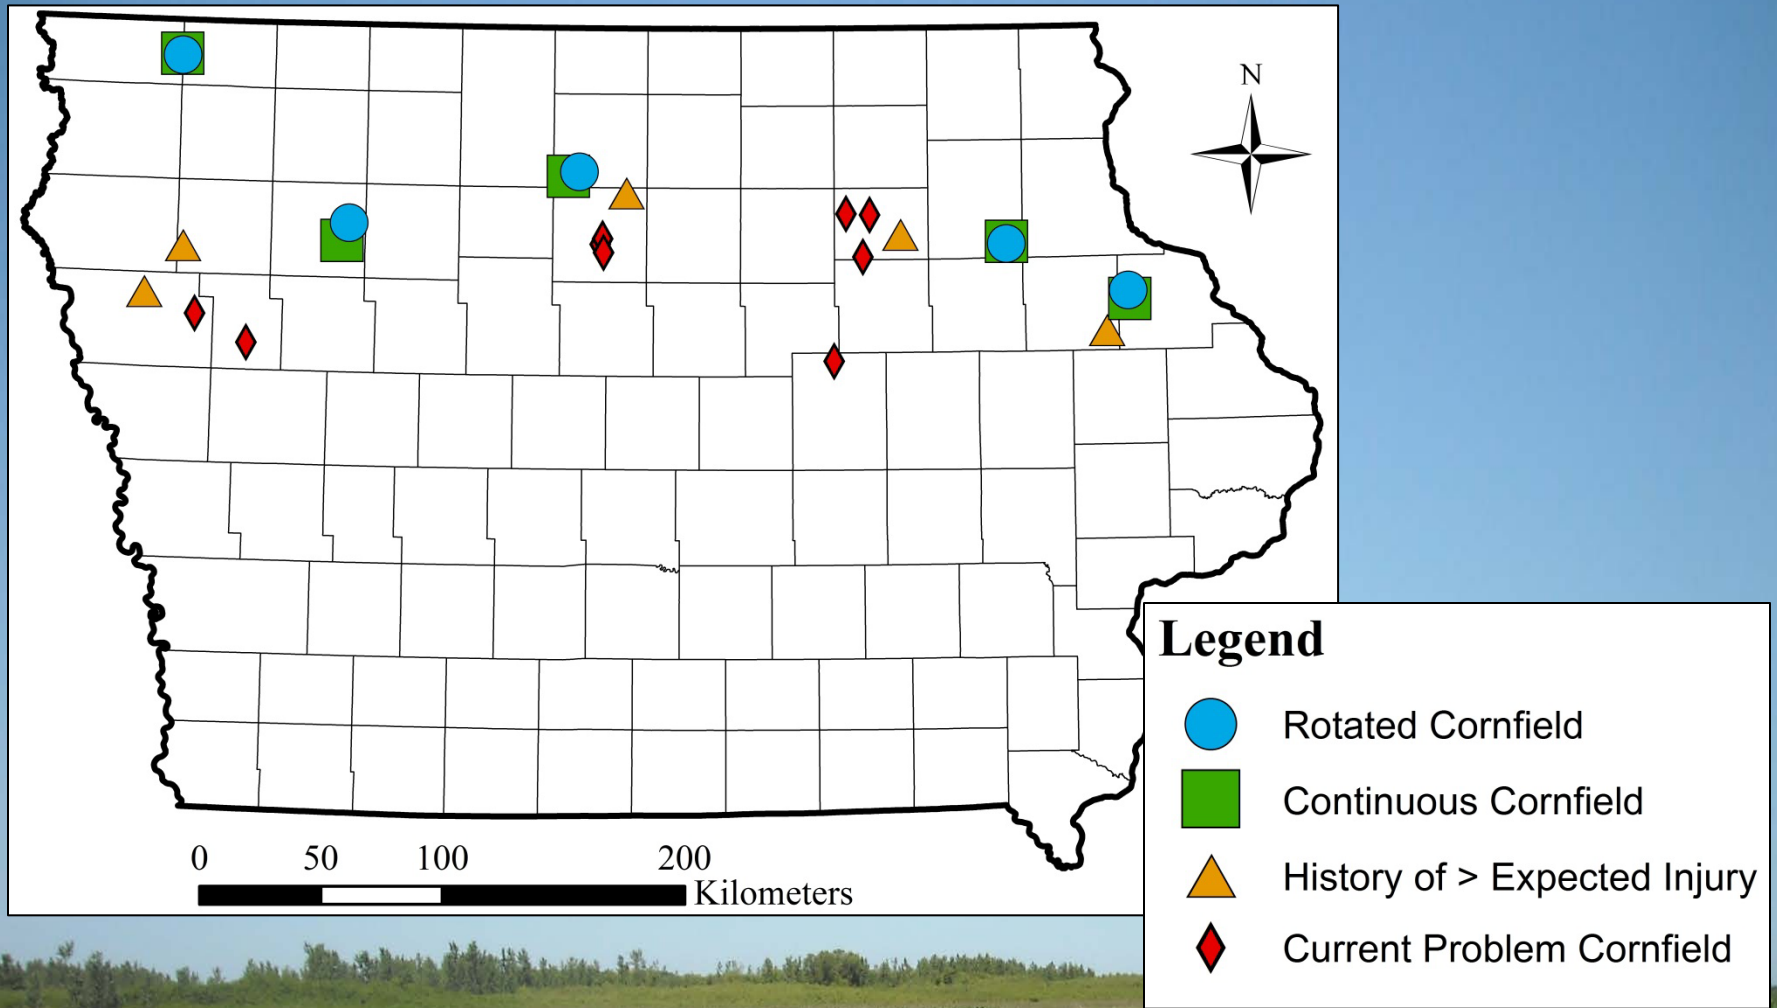 N
0 50 100 200
Kilometers
Legend
Rotated Cornfield
Continuous Cornfield
History of > Expected Injury
Current Problem Cornfield